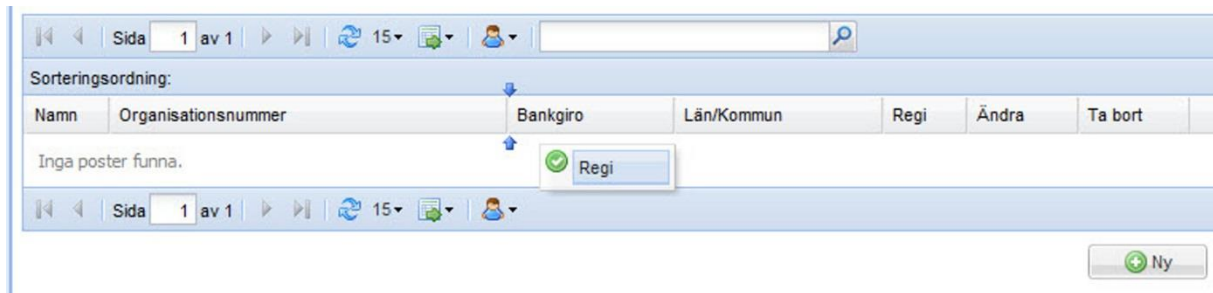 Sida 1 av 1 15
Sorteringsordning:
Namn Organisationsnummer Bankgiro Län/Kommun Regi Ändra Ta bort
Inga poster funna.
Regi
Sida 1 av 1 15
Ny